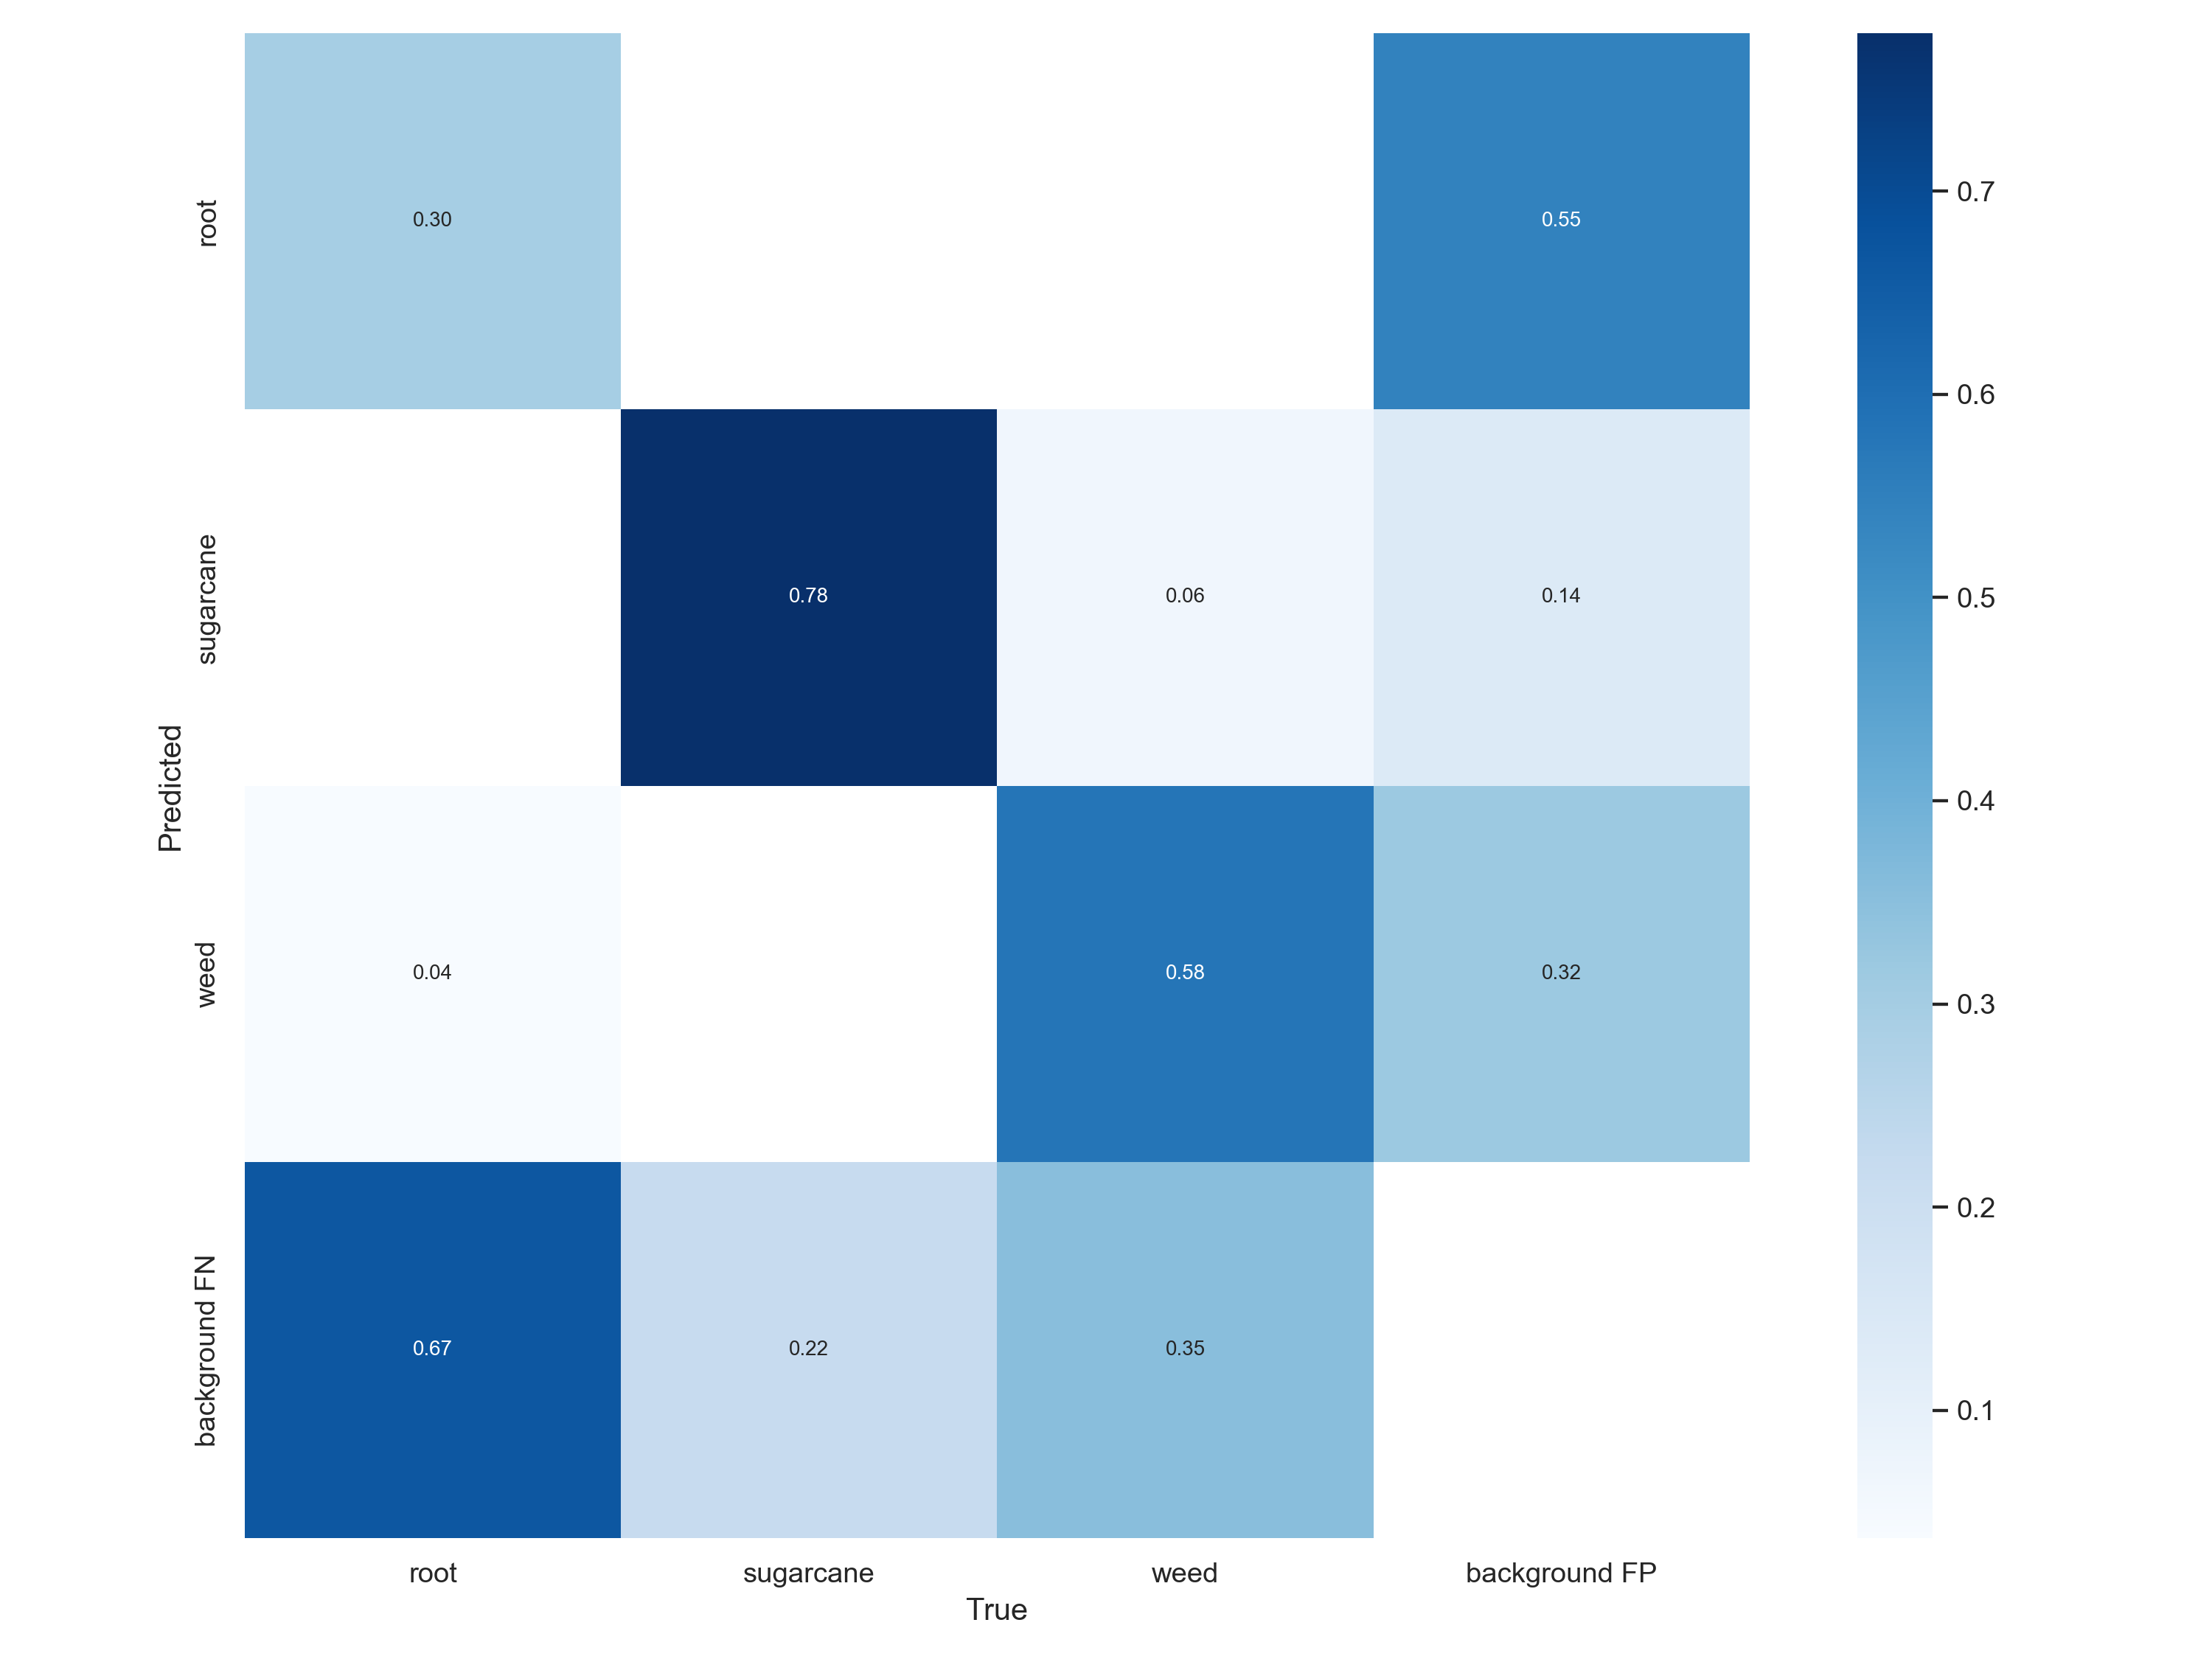 root
0.30
0.55
0.7
0.6
sugarcane
0.78
0.06
0.14
0.5
Predicted
0.4
weed
0.04
0.58
0.32
0.3
background FN
0.67
0.22
0.35
0.2
0.1
root
sugarcane
weed
background FP
True